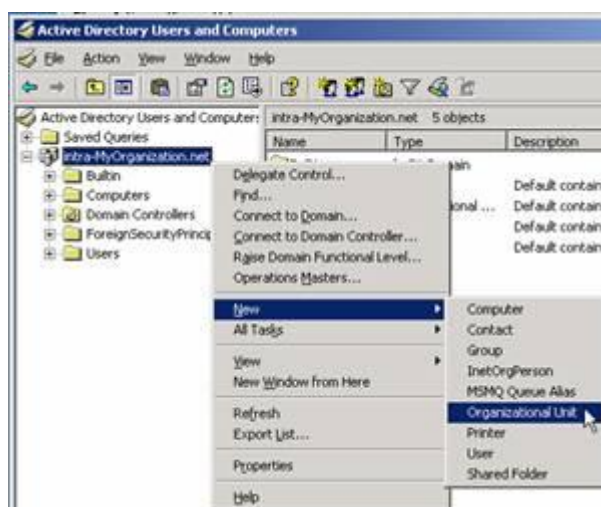 Active Directory Users and Computers
File Action View Window Help
Active Directory Users and Computer:
Saved Queries
intra-MyOrganization.net
Builtin
Computers
Domain Controllers
ForeignSecurityPrincip
Users
intra-MyOrganization.net 5 objects
Name Type Description
Default contain
Default contain
Default contain
Default contain
Delegate Control...
Find...
Connect to Domain...
Connect to Domain Controller...
Raise Domain Functional Level...
Operations Masters...
New
All Tasks
View
New Window from Here
Refresh
Export List...
Properties
Help
Computer
Contact
Group
InetOrgPerson
MSMQ Queue Alias
Organizational Unit
Printer
User
Shared Folder